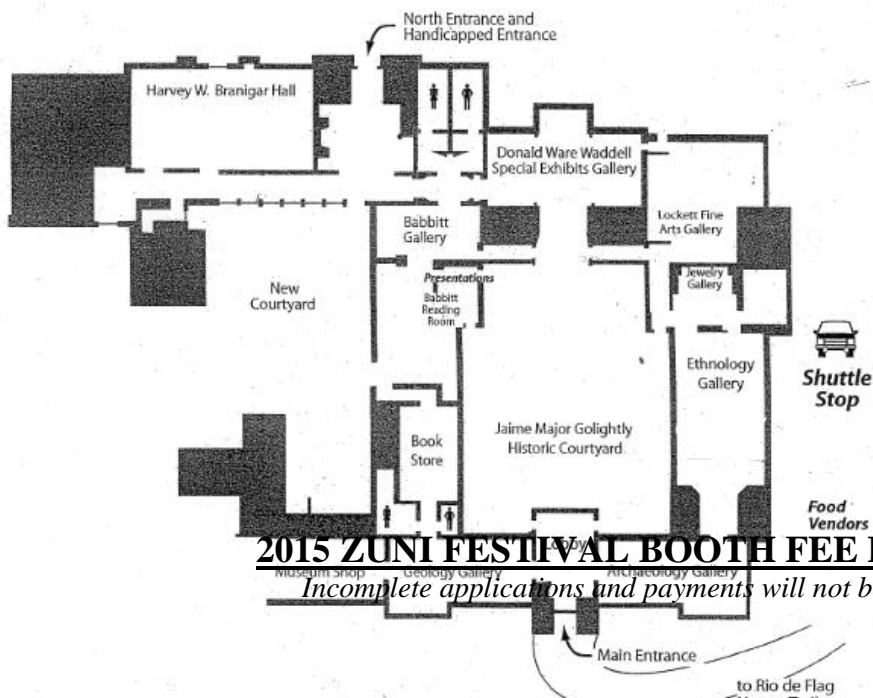 North Entrance and
Handicapped Entrance
Harvey W. Branigar Hall
Donald Ware Waddell
Special Exhibits Gallery
Lockett Fine
Arts Gallery
Babbitt
Gallery
Presentations
Babbitt
Reading
Room
Jewelry
Gallery
New
Courtyard
Ethnology
Gallery
Shuttle
Stop
Jaime Major Golightly
Historic Courtyard
Book
Store
Food
Vendors
Lobby
2015 ZUNI FESTIVAL BOOTH FEE
Museum Shop
Geology Gallery
Archaeology Gallery
Incomplete applications and payments will not b
Main Entrance
to Rio de Flag